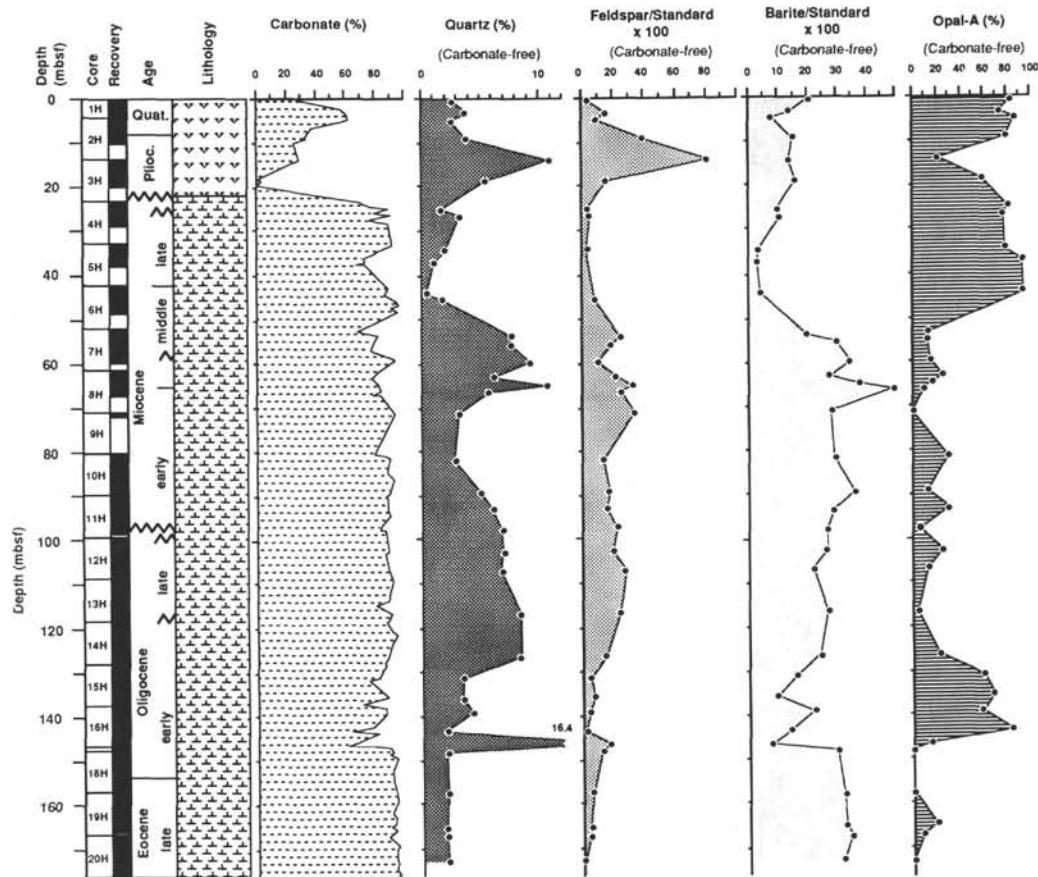 Depth (mbsf)
Core
Recovery
Age
Lithology
Carbonate (%)
0 20 40 60 80
Quartz (%)
(Carbonate-free)
0 10
Feldspar/Standard
x 100
(Carbonate-free)
0 20 40 60 80
Barite/Standard
x 100
(Carbonate-free)
0 10 20 30 40
Opal-A (%)
(Carbonate-free)
0 20 40 60 80 100
0
20
40
60
80
100
120
140
160
Depth (mbsf)
1H
2H
3H
4H
5H
6H
7H
8H
9H
10H
11H
12H
13H
14H
15H
16H
18H
19H
20H
Quat.
Plioc.
Miocene
late
middle
early
Oligocene
late
early
Eocene
late
16.4